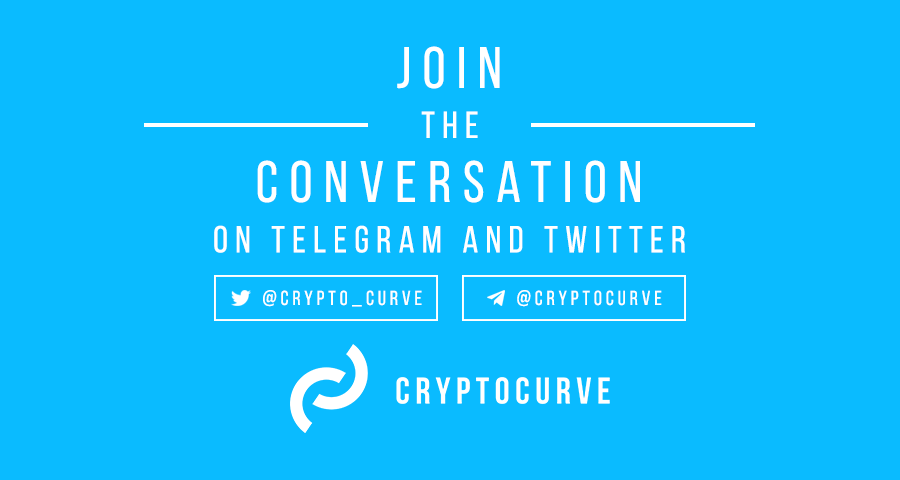 JOIN
THE
CONVERSATION
ON TELEGRAM AND TWITTER
@CRYPTO_CURVE @CRYPTOCURVE
CRYPTOCURVE